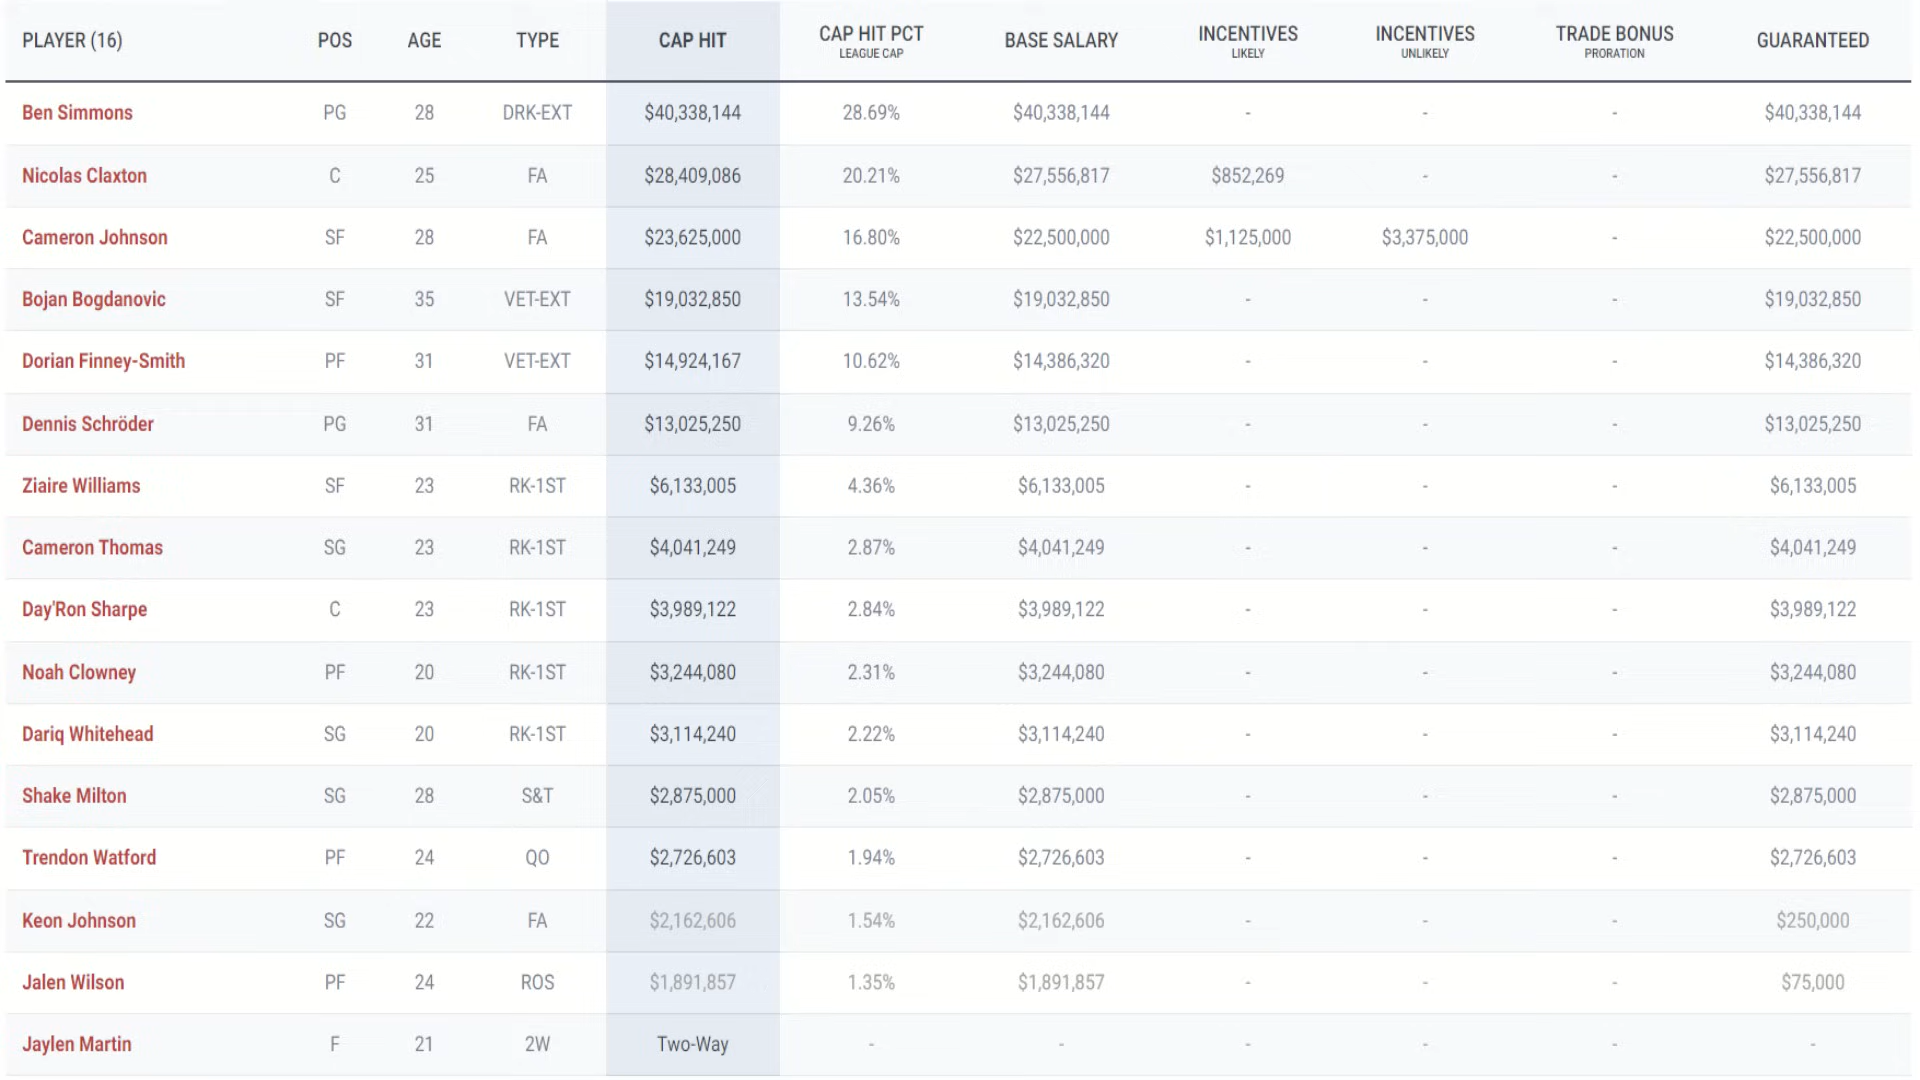 PLAYER (16) POS AGE TYPE CAP HIT CAP HIT PCT BASE SALARY INCENTIVES INCENTIVES TRADE BONUS GUARANTEED
LEAGUE CAP LIKELY UNLIKELY PRORATION
Ben Simmons PG 28 DRK-EXT $40,338,144 28.69% $40,338,144 - - - $40,338,144
Nicolas Claxton C 25 FA $28,409,086 20.21% $27,556,817 $852,269 - - $27,556,817
Cameron Johnson SF 28 FA $23,625,000 16.80% $22,500,000 $1,125,000 $3,375,000 - $22,500,000
Bojan Bogdanovic SF 35 VET-EXT $19,032,850 13.54% $19,032,850 - - - $19,032,850
Dorian Finney-Smith PF 31 VET-EXT $14,924,167 10.62% $14,386,320 - - - $14,386,320
Dennis Schröder PG 31 FA $13,025,250 9.26% $13,025,250 - - - $13,025,250
Ziaire Williams SF 23 RK-1ST $6,133,005 4.36% $6,133,005 - - - $6,133,005
Cameron Thomas SG 23 RK-1ST $4,041,249 2.87% $4,041,249 - - - $4,041,249
Day'Ron Sharpe C 23 RK-1ST $3,989,122 2.84% $3,989,122 - - - $3,989,122
Noah Clowney PF 20 RK-1ST $3,244,080 2.31% $3,244,080 - - - $3,244,080
Dariq Whitehead SG 20 RK-1ST $3,114,240 2.22% $3,114,240 - - - $3,114,240
Shake Milton SG 28 S&T $2,875,000 2.05% $2,875,000 - - - $2,875,000
Trendon Watford PF 24 QO $2,726,603 1.94% $2,726,603 - - - $2,726,603
Keon Johnson SG 22 FA $2,162,606 1.54% $2,162,606 - - - $250,000
Jalen Wilson PF 24 ROS $1,891,857 1.35% $1,891,857 - - - $75,000
Jaylen Martin F 21 2W Two-Way - - - - - -